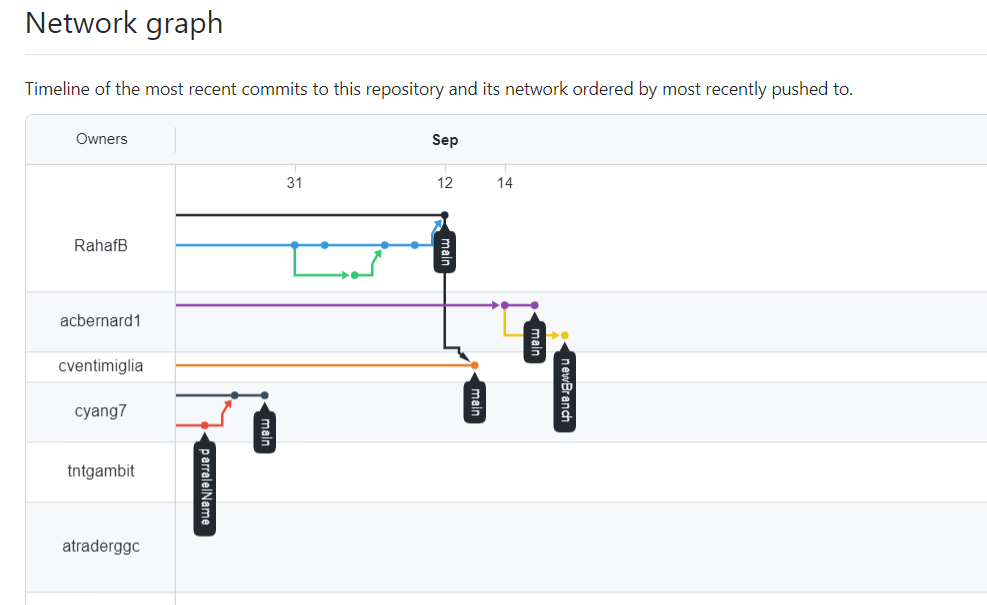 Network graph
Timeline of the most recent commits to this repository and its network ordered by most recently pushed to.
Owners
Sep
31
12
14
RahafB
main
acbernard1
main
cventimiglia
newBranch
main
cyang7
main
tntgambit
parralelName
atraderggc